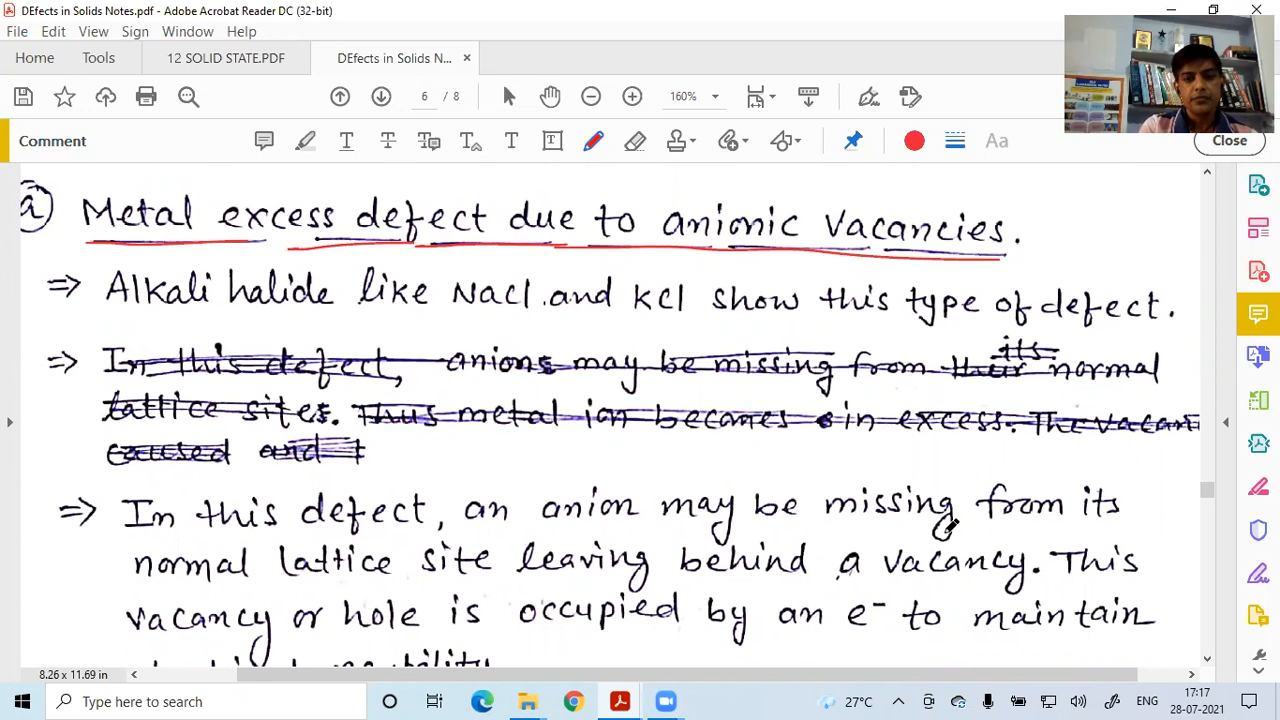 DEfects in Solids Notes.pdf - Adobe Acrobat Reader DC (32-bit)
File Edit View Sign Window Help
Home Tools 12 SOLID STATE.PDF DEfects in Solids N... ×
6 / 8 160%
Comment Aa Close
a) Metal excess defect due to anionic Vacancies.
⇒ Alkali halide like NaCl and KCl show this type of defect.
its
⇒ In this defect, anions may be missing from their normal
lattice sites. Thus metal ion becomes in excess. The vacan
caused and t
⇒ In this defect, an anion may be missing from its
normal lattice site leaving behind a vacancy. This
vacancy or hole is occupied by an e⁻ to maintain
8.26 x 11.69 in
Type here to search 27°C ENG 17:17
28-07-2021